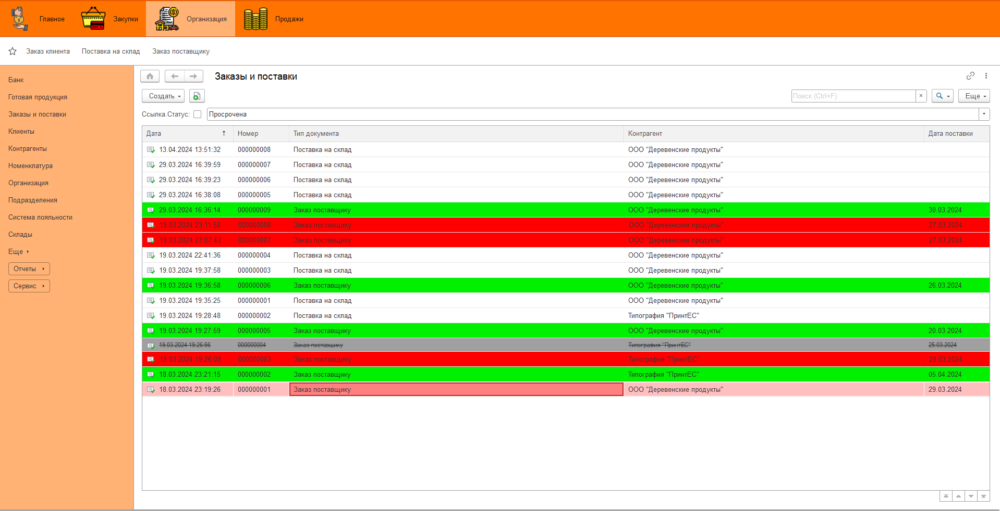 Главное Закупки Организация Продажи
Заказ клиента Поставка на склад Заказ поставщику
Банк
Готовая продукция
Заказы и поставки
Клиенты
Контрагенты
Номенклатура
Организация
Подразделения
Система лояльности
Склады
Еще
Отчеты
Сервис
Заказы и поставки
Создать Поиск (Ctrl+F) × Еще
Ссылка.Статус: Просрочена
Дата ↑ Номер Тип документа Контрагент Дата поставки
13.04.2024 13:51:32 000000008 Поставка на склад ООО "Деревенские продукты"
29.03.2024 16:39:59 000000007 Поставка на склад ООО "Деревенские продукты"
29.03.2024 16:39:23 000000006 Поставка на склад ООО "Деревенские продукты"
29.03.2024 16:38:08 000000005 Поставка на склад ООО "Деревенские продукты"
29.03.2024 16:36:14 000000009 Заказ поставщику ООО "Деревенские продукты" 30.03.2024
19.03.2024 23:11:58 000000008 Заказ поставщику ООО "Деревенские продукты" 27.03.2024
19.03.2024 23:07:43 000000007 Заказ поставщику ООО "Деревенские продукты" 27.03.2024
19.03.2024 22:41:36 000000004 Поставка на склад ООО "Деревенские продукты"
19.03.2024 19:37:58 000000003 Поставка на склад ООО "Деревенские продукты"
19.03.2024 19:36:58 000000006 Заказ поставщику ООО "Деревенские продукты" 26.03.2024
19.03.2024 19:35:25 000000001 Поставка на склад ООО "Деревенские продукты"
19.03.2024 19:28:48 000000002 Поставка на склад Типография "ПринтЕС"
19.03.2024 19:27:59 000000005 Заказ поставщику ООО "Деревенские продукты" 20.03.2024
19.03.2024 19:26:56 000000004 Заказ поставщику Типография "ПринтЕС" 25.03.2024
19.03.2024 19:26:08 000000003 Заказ поставщику Типография "ПринтЕС" 29.03.2024
18.03.2024 23:21:15 000000002 Заказ поставщику Типография "ПринтЕС" 05.04.2024
18.03.2024 23:19:26 000000001 Заказ поставщику ООО "Деревенские продукты" 29.03.2024